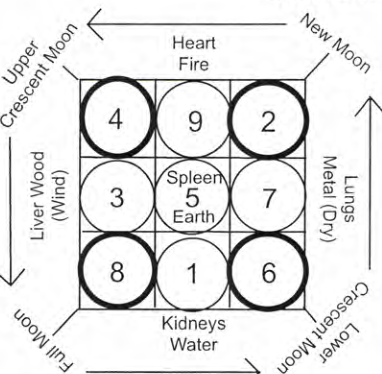 Upper
Crescent Moon
Heart
Fire
New Moon
4
9
2
Liver Wood
(Wind)
3
Spleen
5
Earth
7
Lungs
Metal (Dry)
8
1
6
Full Moon
Kidneys
Water
Lower
Crescent Moon